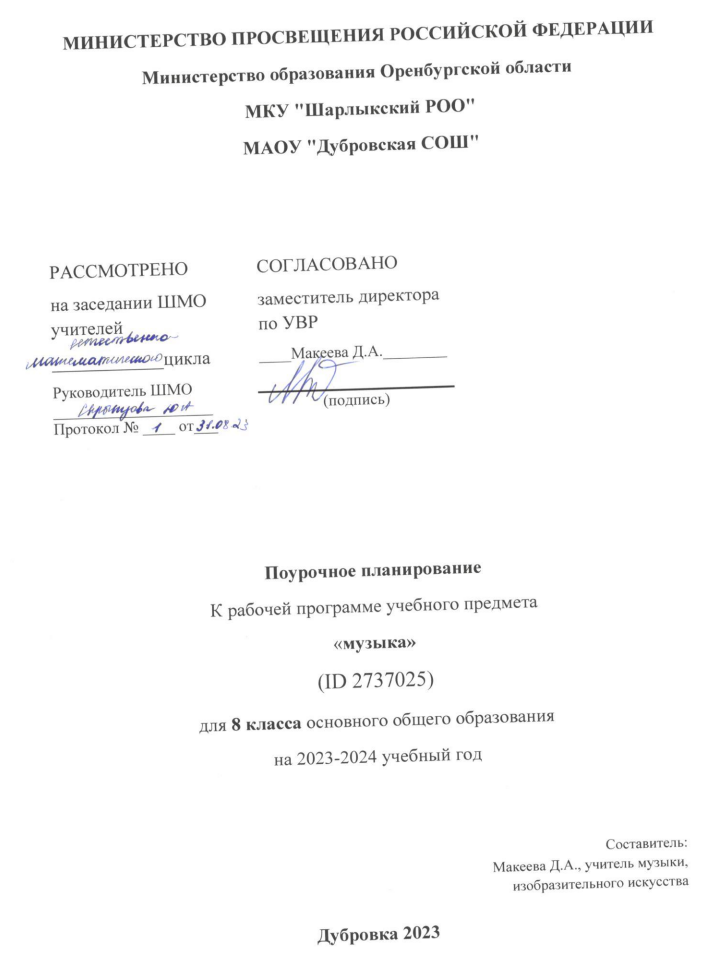 МИНИСТЕРСТВО ПРОСВЕЩЕНИЯ РОССИЙСКОЙ ФЕДЕРАЦИИ
Министерство образования Оренбургской области
МКУ "Шарлыкский РОО"
МАОУ "Дубровская СОШ"
РАССМОТРЕНО
на заседании ШМО
учителей
естественно
математического цикла
Руководитель ШМО
Протокол № 1 от 31.08.23
СОГЛАСОВАНО
заместитель директора
по УВР
____Макеева Д.А.________
(подпись)
Поурочное планирование
К рабочей программе учебного предмета
«музыка»
(ID 2737025)
для 8 класса основного общего образования
на 2023-2024 учебный год
Составитель:
Макеева Д.А., учитель музыки,
изобразительного искусства
Дубровка 2023